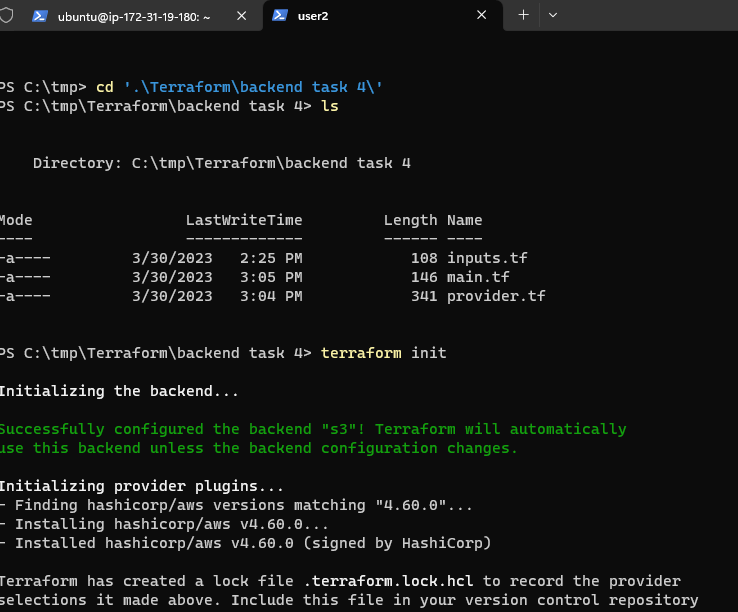 ubuntu@ip-172-31-19-180: ~
user2
PS C:\tmp> cd '.\Terraform\backend task 4\'
PS C:\tmp\Terraform\backend task 4> ls
Directory: C:\tmp\Terraform\backend task 4
Mode LastWriteTime Length Name
---- ------------- ------ ----
-a---- 3/30/2023 2:25 PM 108 inputs.tf
-a---- 3/30/2023 3:05 PM 146 main.tf
-a---- 3/30/2023 3:04 PM 341 provider.tf
PS C:\tmp\Terraform\backend task 4> terraform init
Initializing the backend...
Successfully configured the backend "s3"! Terraform will automatically
use this backend unless the backend configuration changes.
Initializing provider plugins...
- Finding hashicorp/aws versions matching "4.60.0"...
- Installing hashicorp/aws v4.60.0...
- Installed hashicorp/aws v4.60.0 (signed by HashiCorp)
Terraform has created a lock file .terraform.lock.hcl to record the provider
selections it made above. Include this file in your version control repository